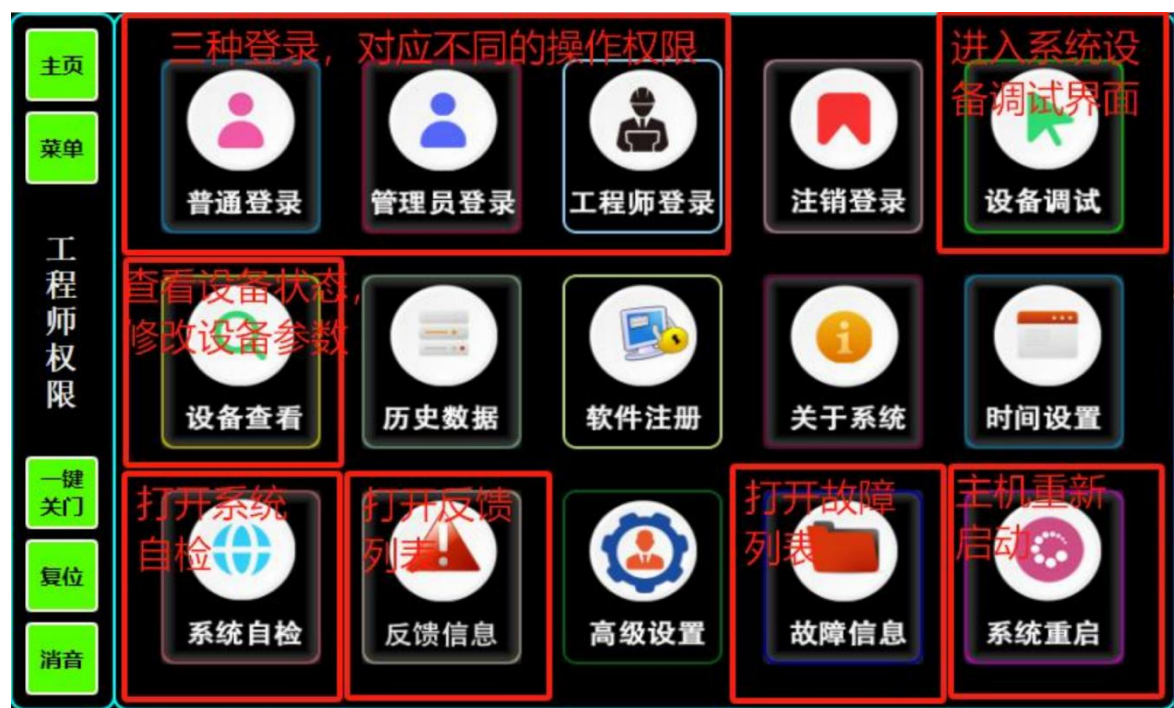 主页
菜单
工
程
师
权
限
一键
关门
复位
消音
三种登录，对应不同的操作权限
普通登录
管理员登录
工程师登录
注销登录
进入系统设
备调试界面
设备调试
查看设备状态，
修改设备参数
设备查看
历史数据
软件注册
关于系统
时间设置
打开系统
自检
系统自检
打开反馈
列表
反馈信息
高级设置
打开故障
列表
故障信息
主机重新
启动
系统重启